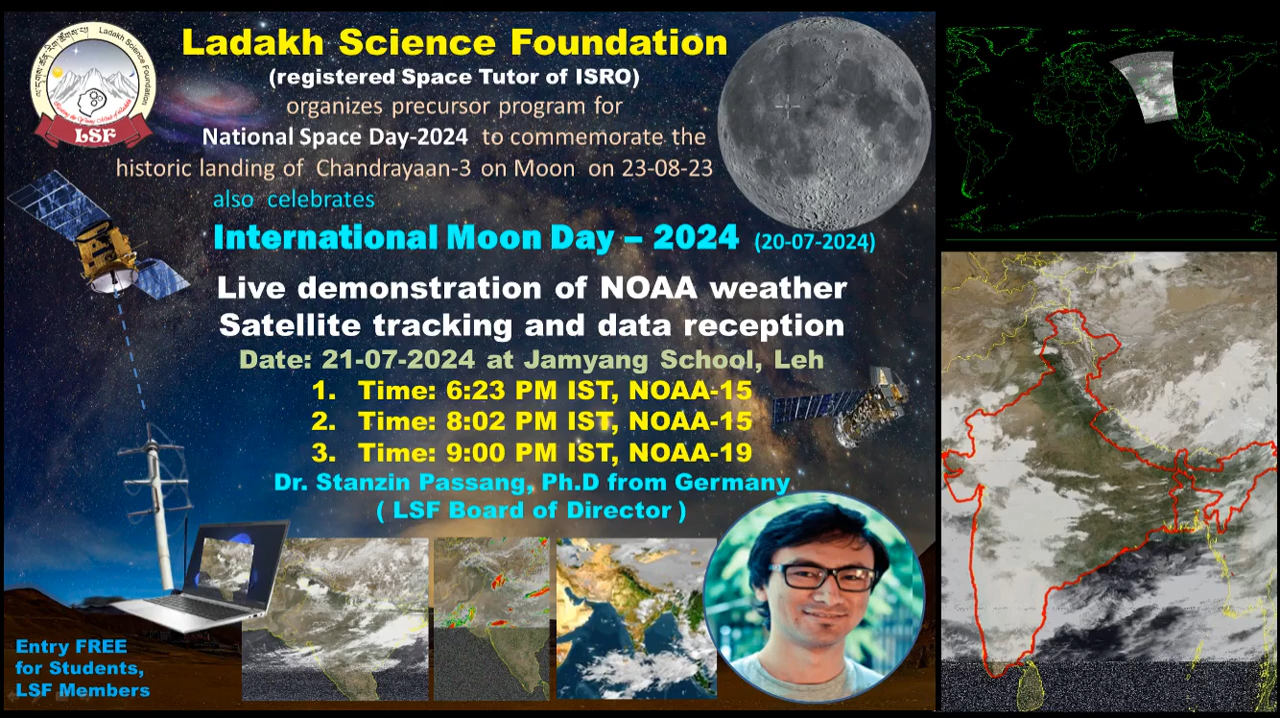 Ladakh Science Foundation
Ladakh Science Foundation
(registered Space Tutor of ISRO)
organizes precursor program for
National Space Day-2024 to commemorate the
historic landing of Chandrayaan-3 on Moon on 23-08-23
LSF
also celebrates
International Moon Day – 2024 (20-07-2024)
Live demonstration of NOAA weather
Satellite tracking and data reception
Date: 21-07-2024 at Jamyang School, Leh
1. Time: 6:23 PM IST, NOAA-15
2. Time: 8:02 PM IST, NOAA-15
3. Time: 9:00 PM IST, NOAA-19
Dr. Stanzin Passang, Ph.D from Germany
( LSF Board of Director )
Entry FREE
for Students,
LSF Members